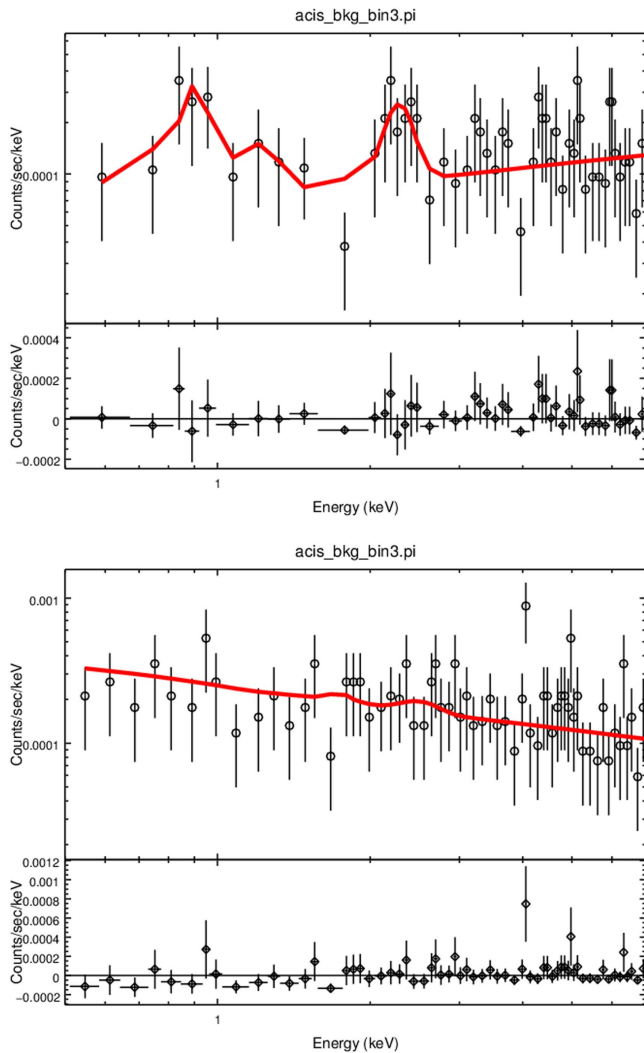 acis_bkg_bin3.pi
Counts/sec/keV
0.0001
Counts/sec/keV
0.0004
0.0002
0
−0.0002
1
Energy (keV)
acis_bkg_bin3.pi
Counts/sec/keV
0.001
0.0001
Counts/sec/keV
0.0012
0.001
0.0008
0.0006
0.0004
0.0002
0
−0.0002
1
Energy (keV)